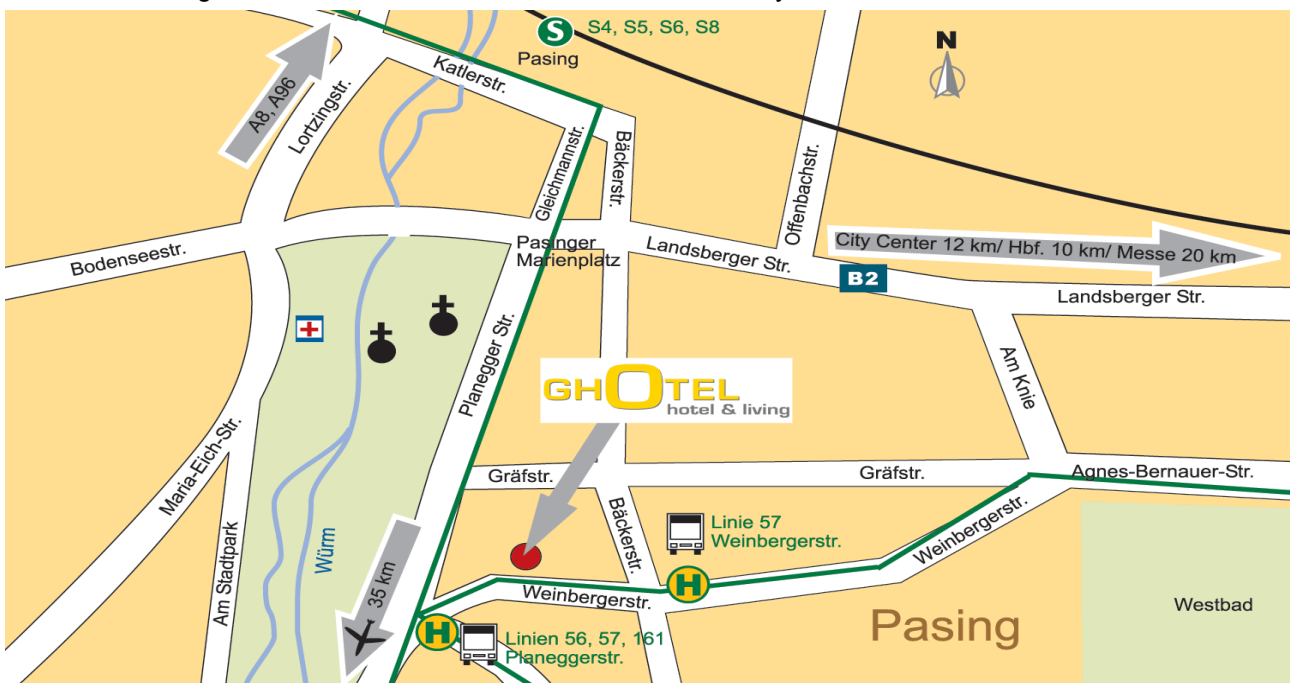 S4, S5, S6, S8
Pasing
N
Katlerstr.
A8, A96
Lortzingstr.
Gleichmannstr.
Bäckerstr.
Offenbachstr.
Bodenseestr.
Pasinger
Marienplatz
Landsberger Str.
City Center 12 km/ Hbf. 10 km/ Messe 20 km
B2
Landsberger Str.
Planegger Str.
Am Knie
GHOTEL
hotel & living
Maria-Eich-Str.
Gräfstr.
Gräfstr.
Agnes-Bernauer-Str.
Bäckerstr.
Linie 57
Weinbergerstr.
Weinbergerstr.
Würm
Am Stadtpark
35 km
Weinbergerstr.
H
Westbad
Pasing
H
Linien 56, 57, 161
Planeggerstr.
S